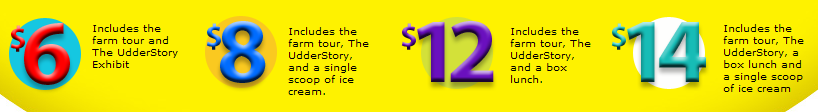 $6
Includes the
farm tour and
The UdderStory
Exhibit
$8
Includes the
farm tour, The
UdderStory,
and a single
scoop of ice
cream.
$12
Includes the
farm tour, The
UdderStory,
and a box
lunch.
$14
Includes the
farm tour, The
UdderStory, a
box lunch and
a single scoop
of ice cream